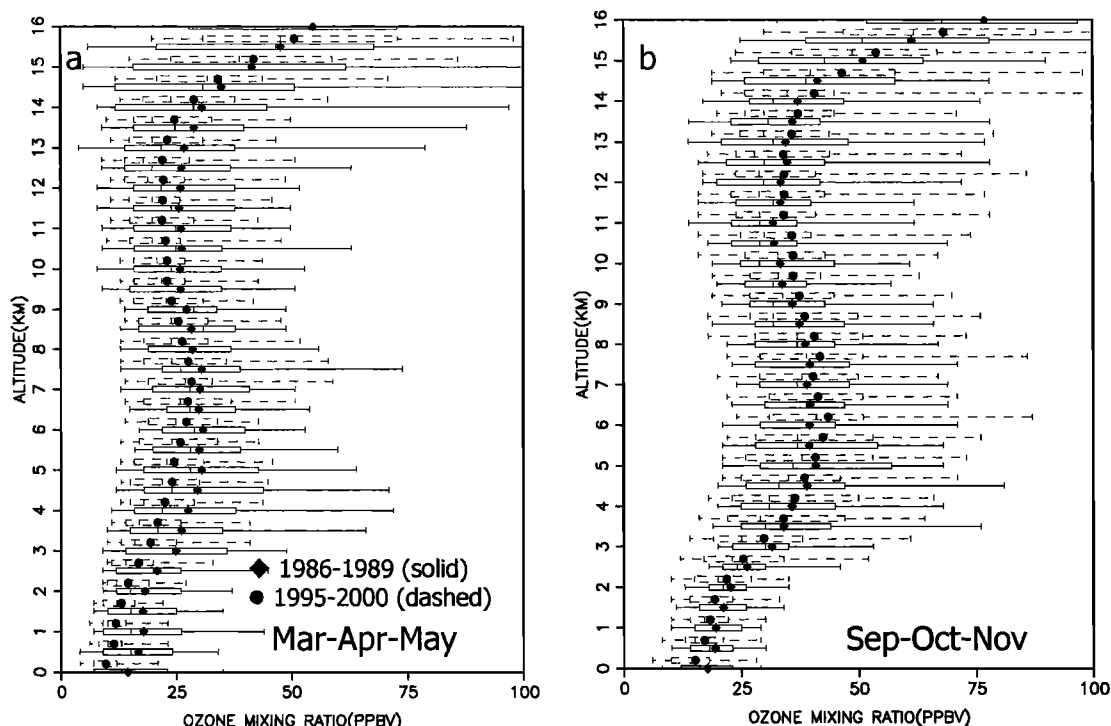 a
16
15
14
13
12
11
10
9
8
7
6
5
4
3
2
1
0
ALTITUDE(KM)
1986-1989 (solid)
1995-2000 (dashed)
Mar-Apr-May
0 25 50 75 100
OZONE MIXING RATIO(PPBV)
b
16
15
14
13
12
11
10
9
8
7
6
5
4
3
2
1
0
ALTITUDE(KM)
Sep-Oct-Nov
0 25 50 75 100
OZONE MIXING RATIO(PPBV)